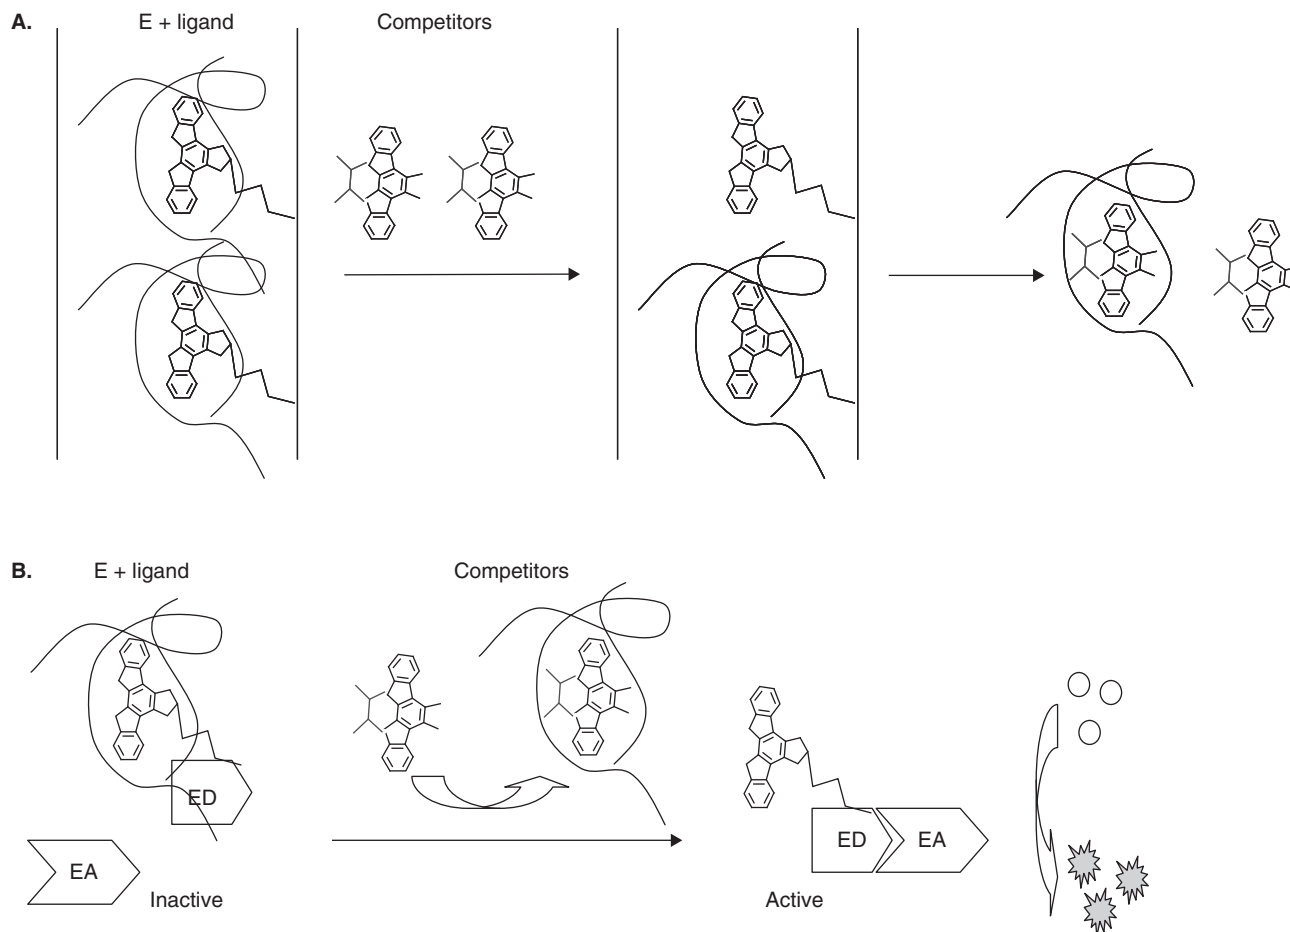 A.
E + ligand
Competitors
B.
E + ligand
Competitors
ED
EA
Inactive
ED
EA
Active